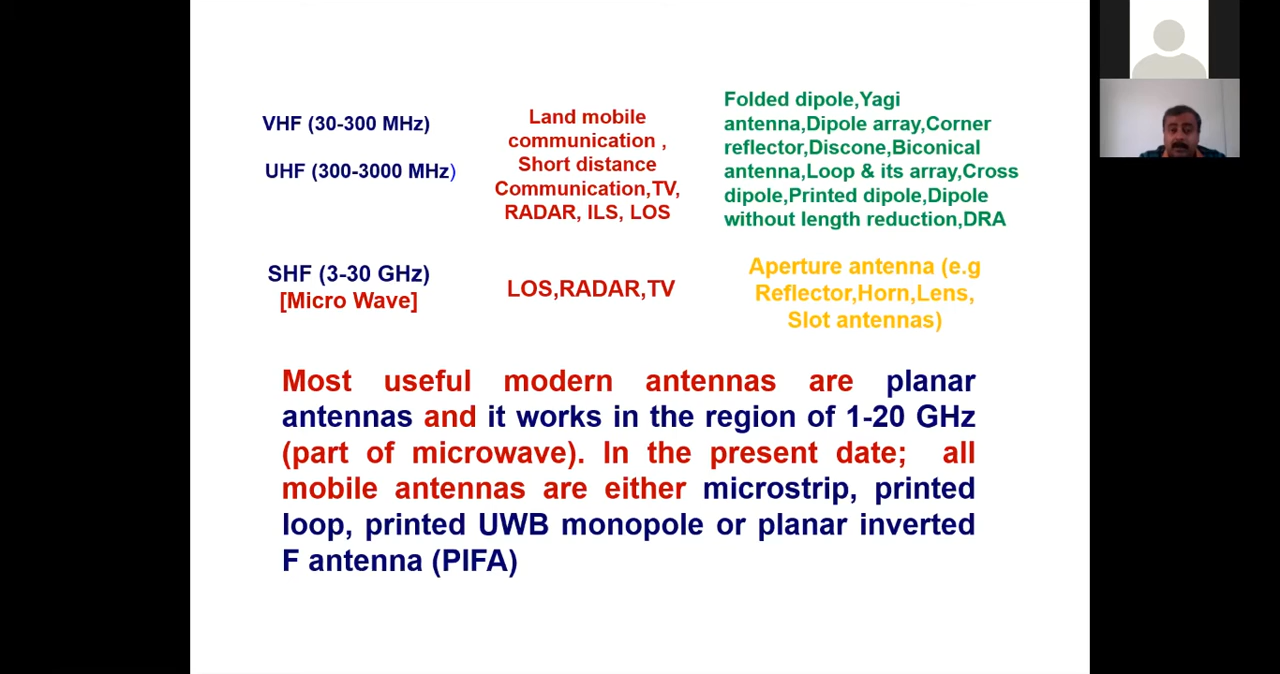 VHF (30-300 MHz)
UHF (300-3000 MHz)
Land mobile
communication ,
Short distance
Communication,TV,
RADAR, ILS, LOS
Folded dipole,Yagi
antenna,Dipole array,Corner
reflector,Discone,Biconical
antenna,Loop & its array,Cross
dipole,Printed dipole,Dipole
without length reduction,DRA
SHF (3-30 GHz)
[Micro Wave]
LOS,RADAR,TV
Aperture antenna (e.g
Reflector,Horn,Lens,
Slot antennas)
Most useful modern antennas are planar
antennas and it works in the region of 1-20 GHz
(part of microwave). In the present date; all
mobile antennas are either microstrip, printed
loop, printed UWB monopole or planar inverted
F antenna (PIFA)